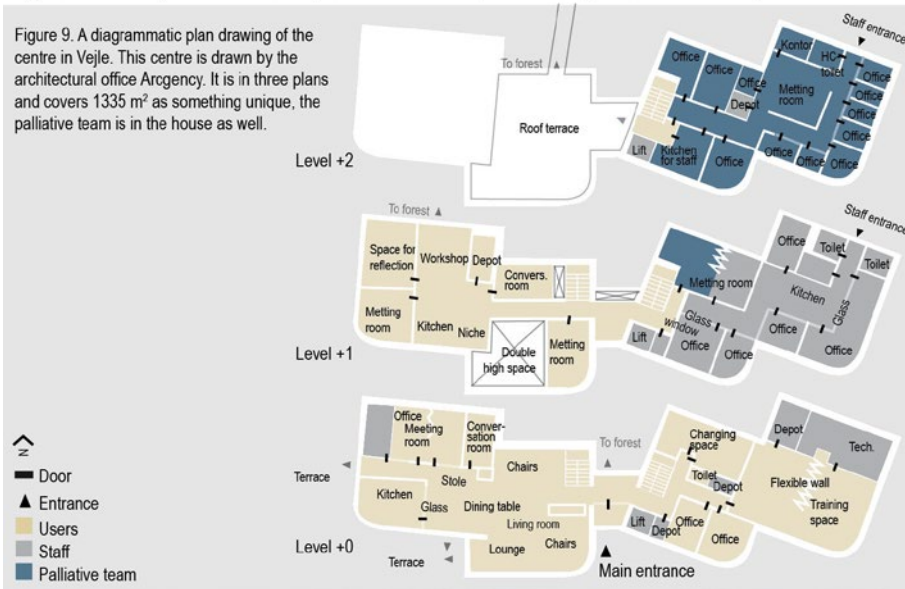 Figure 9. A diagrammatic plan drawing of the
centre in Vejle. This centre is drawn by the
architectural office Arcgency. It is in three plans
and covers 1335 m² as something unique, the
palliative team is in the house as well.
Level +2
To forest
Roof terrace
Staff entrance
Kontor
HC
toilet
Office
Office
Office
Office
Depot
Metting
room
Office
Office
Office
Office
Lift
Kitchen
for staff
Office
Office
Office
Office
Level +1
To forest
Space for
reflection
Workshop
Depot
Convers.
room
Metting
room
Kitchen
Niche
Double
high space
Metting
room
Staff entrance
Office
Toilet
Toilet
Metting room
Kitchen
Glass
Glass
window
Lift
Office
Office
Office
Office
Level +0
Office
Meeting
room
Conver-
sation
room
Chairs
To forest
Terrace
Stole
Kitchen
Glass
Dining table
Living room
Lounge
Chairs
Terrace
Main entrance
Changing
space
Toilet
Depot
Lift
Depot
Office
Office
Depot
Tech.
Flexible wall
Training
space
N
Door
Entrance
Users
Staff
Palliative team